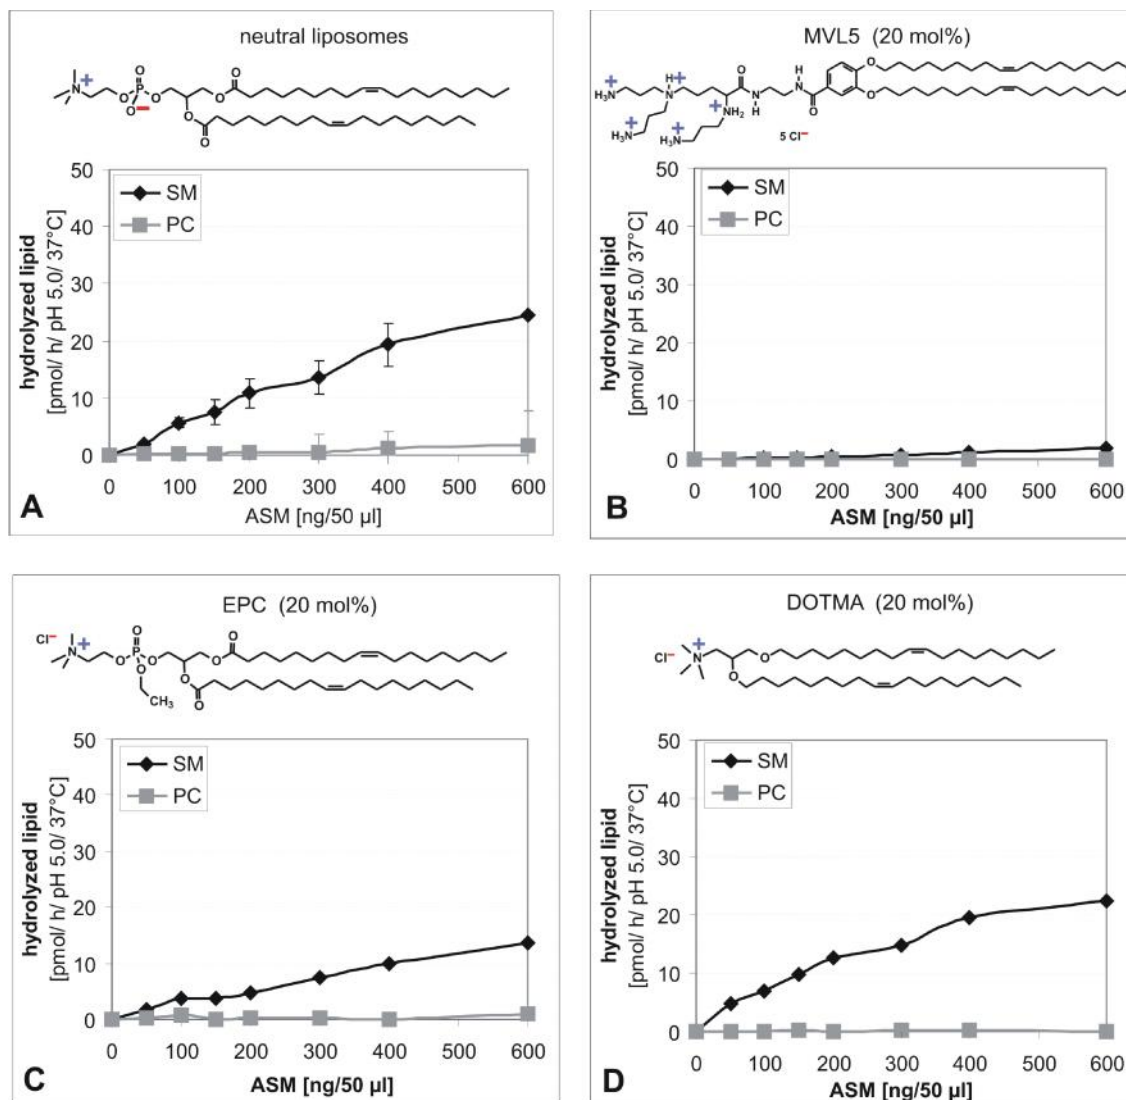 neutral liposomes
N
+
O
P
O
O
O
O
O
O
SM
PC
hydrolyzed lipid
[pmol/ h/ pH 5.0/ 37°C]
50
40
30
20
10
0
0 100 200 300 400 500 600
ASM [ng/50 µl]
A
MVL5 (20 mol%)
H₃N
H
N
O
N
H
H
N
O
O
O
NH₂
H₃N
H₃N
5 Cl−
SM
PC
hydrolyzed lipid
[pmol/ h/ pH 5.0/ 37°C]
50
40
30
20
10
0
0 100 200 300 400 500 600
ASM [ng/50 µl]
B
EPC (20 mol%)
Cl−
N
+
O
P
O
O
O
O
O
O
O
CH₃
SM
PC
hydrolyzed lipid
[pmol/ h/ pH 5.0/ 37°C]
50
40
30
20
10
0
0 100 200 300 400 500 600
ASM [ng/50 µl]
C
DOTMA (20 mol%)
Cl−
N
+
O
O
SM
PC
hydrolyzed lipid
[pmol/ h/ pH 5.0/ 37°C]
50
40
30
20
10
0
0 100 200 300 400 500 600
ASM [ng/50 µl]
D